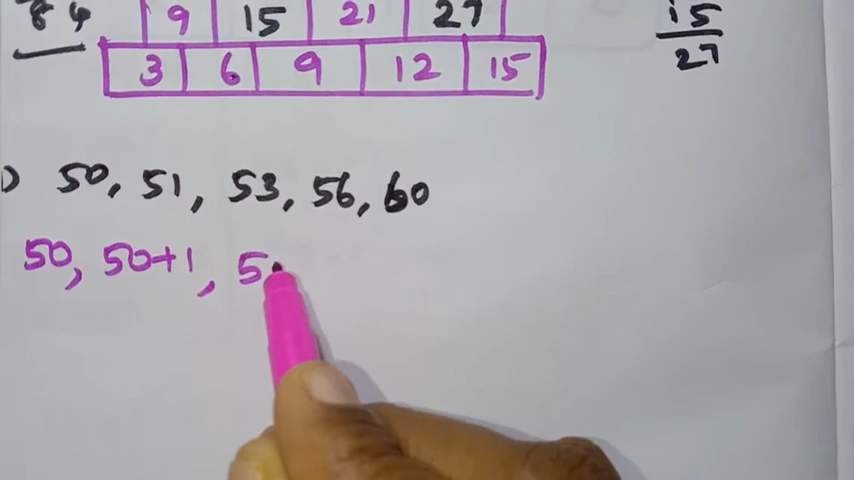 84 9 15 21 27 15
3 6 9 12 15 27
) 50, 51, 53, 56, 60
50, 50+1, 5